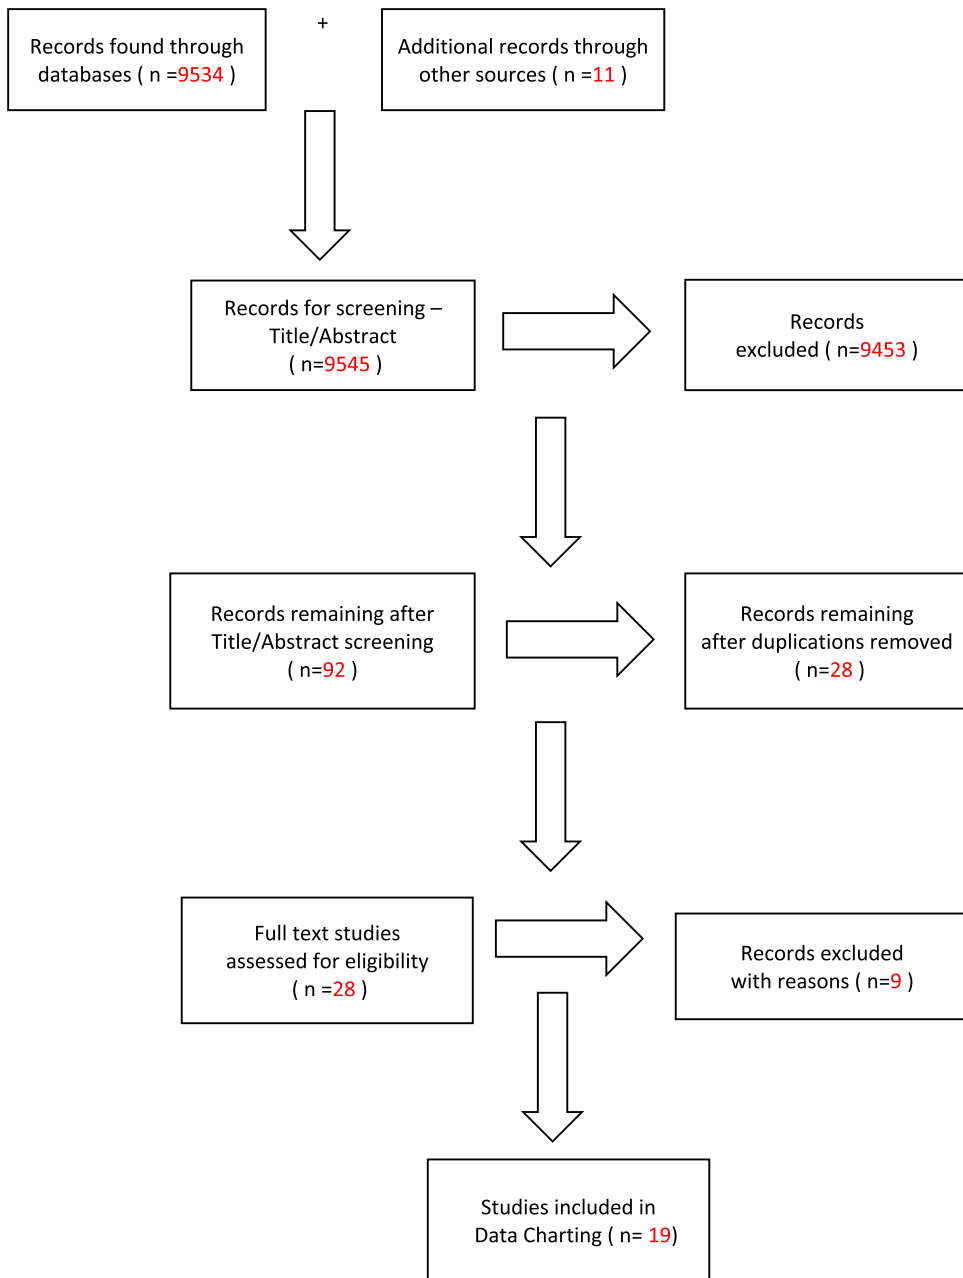 Records found through
databases ( n =9534 )
+
Additional records through
other sources ( n =11 )
Records for screening –
Title/Abstract
( n=9545 )
Records
excluded ( n=9453 )
Records remaining after
Title/Abstract screening
( n=92 )
Records remaining
after duplications removed
( n=28 )
Full text studies
assessed for eligibility
( n =28 )
Records excluded
with reasons ( n=9 )
Studies included in
Data Charting ( n= 19)